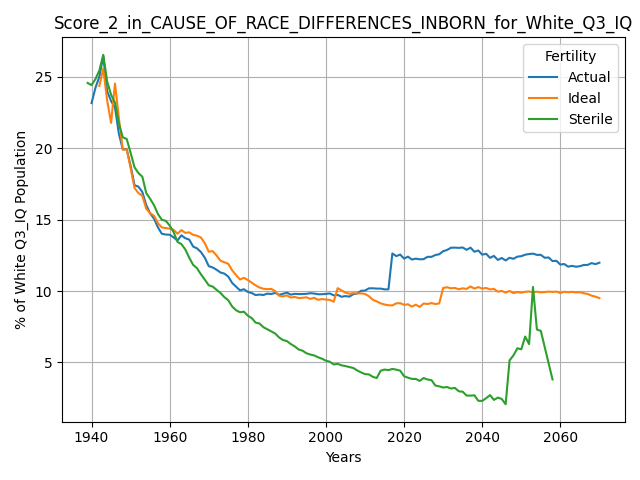 Score_2_in_CAUSE_OF_RACE_DIFFERENCES_INBORN_for_White_Q3_IQ
Fertility
Actual
Ideal
Sterile
% of White Q3_IQ Population
25
20
15
10
5
1940 1960 1980 2000 2020 2040 2060
Years